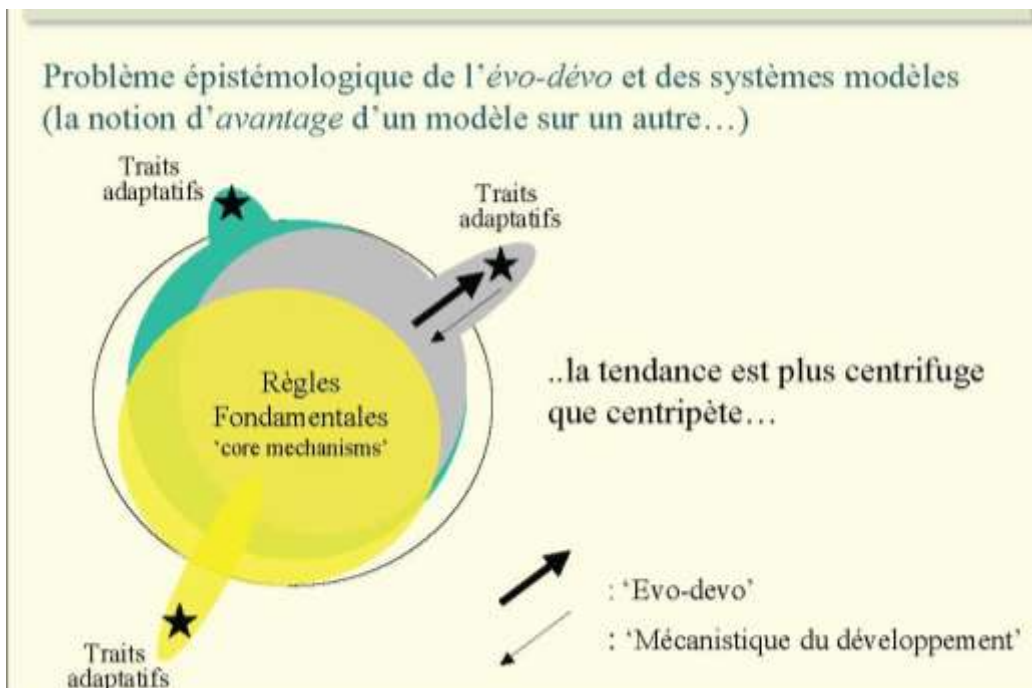 Problème épistémologique de l'évo-dévo et des systèmes modèles
(la notion d'avantage d'un modèle sur un autre…)
Traits
adaptatifs
Traits
adaptatifs
Règles
Fondamentales
'core mechanisms'
..la tendance est plus centrifuge
que centripète…
: 'Evo-devo'
: 'Mécanistique du développement'
Traits
adaptatifs